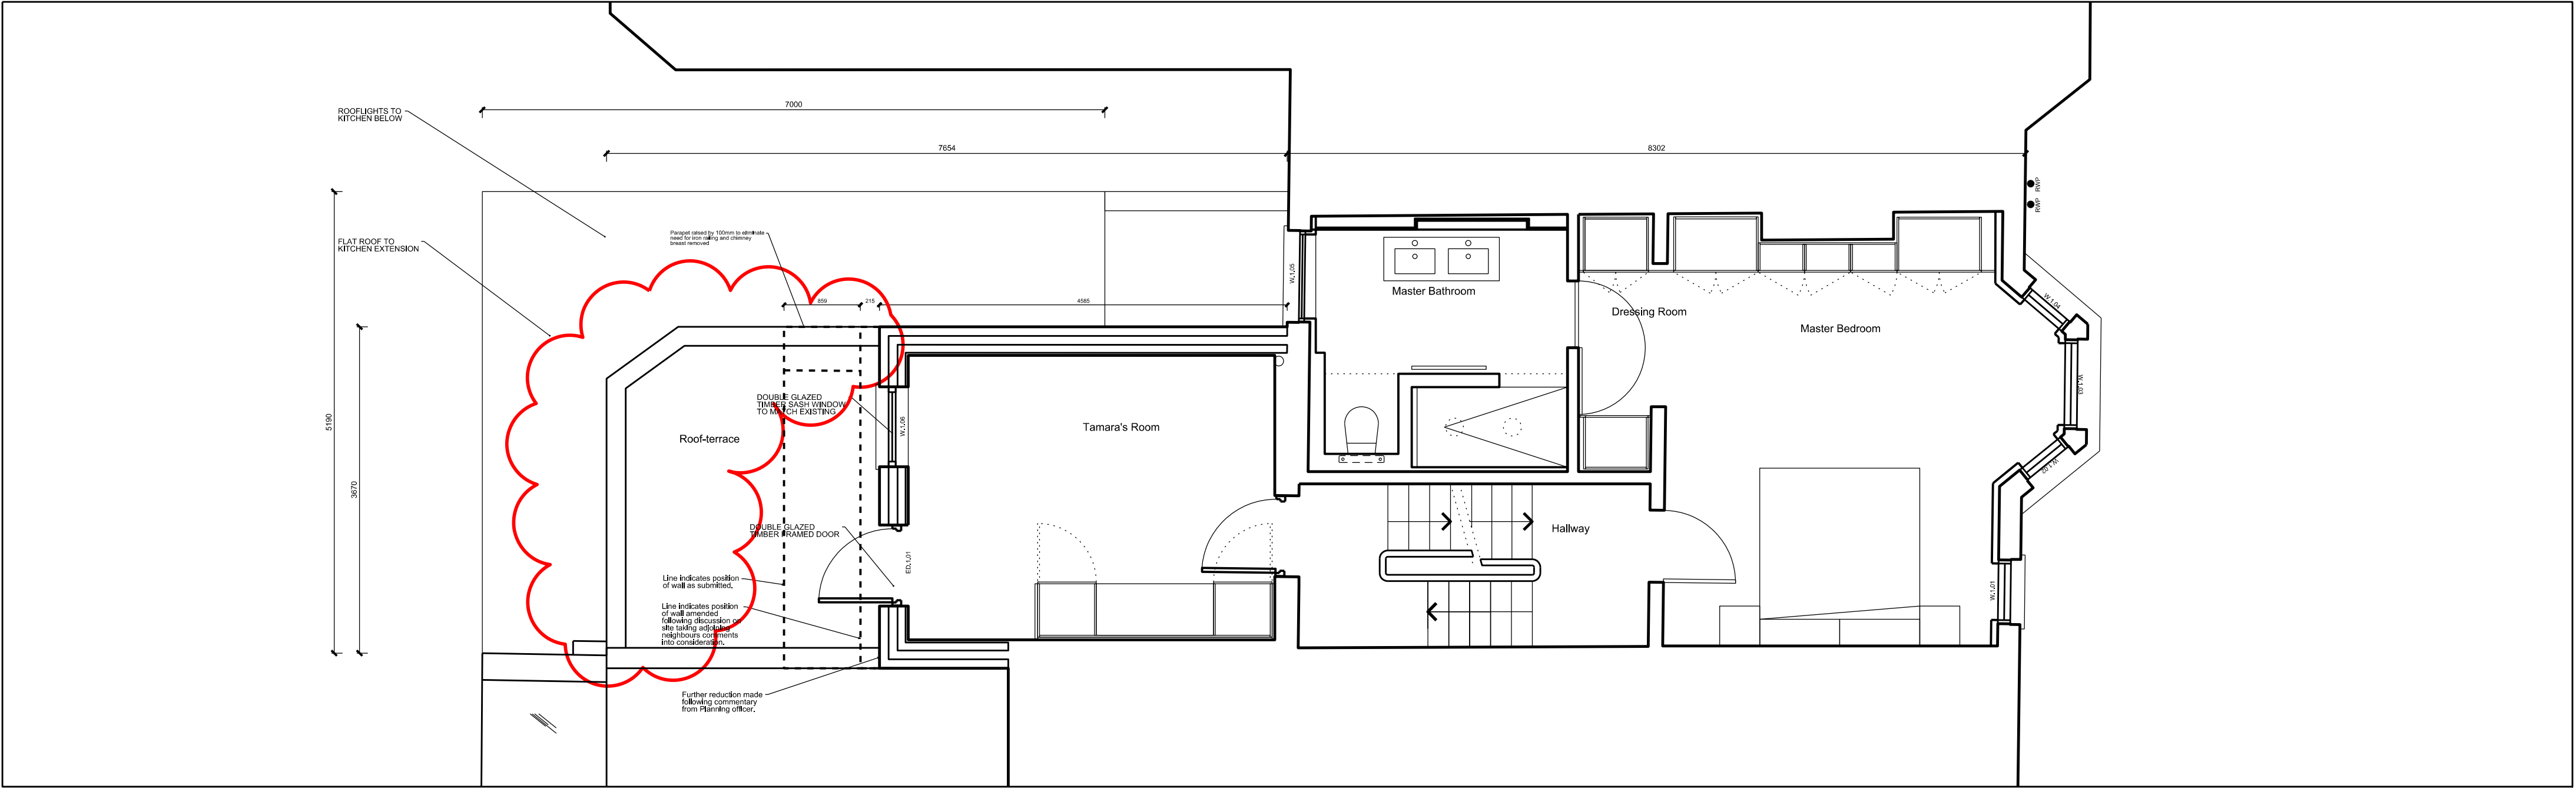 ROOFLIGHTS TO
KITCHEN BELOW
7000
7654
8302
RWP
RWP
FLAT ROOF TO
KITCHEN EXTENSION
Parapet raised by 100mm to eliminate
need for iron railing and chimney
breast removed
859
215
4585
W.1.05
Master Bathroom
Dressing Room
Master Bedroom
W.1.04
W.1.03
W.1.02
W.1.01
5190
3670
DOUBLE GLAZED
TIMBER SASH WINDOW
TO MATCH EXISTING
W.1.06
Roof-terrace
Tamara's Room
Hallway
DOUBLE GLAZED
TIMBER FRAMED DOOR
ED.1.01
Line indicates position
of wall as submitted.
Line indicates position
of wall amended
following discussion on
site taking adjoining
neighbours comments
into consideration.
Further reduction made
following commentary
from Planning officer.